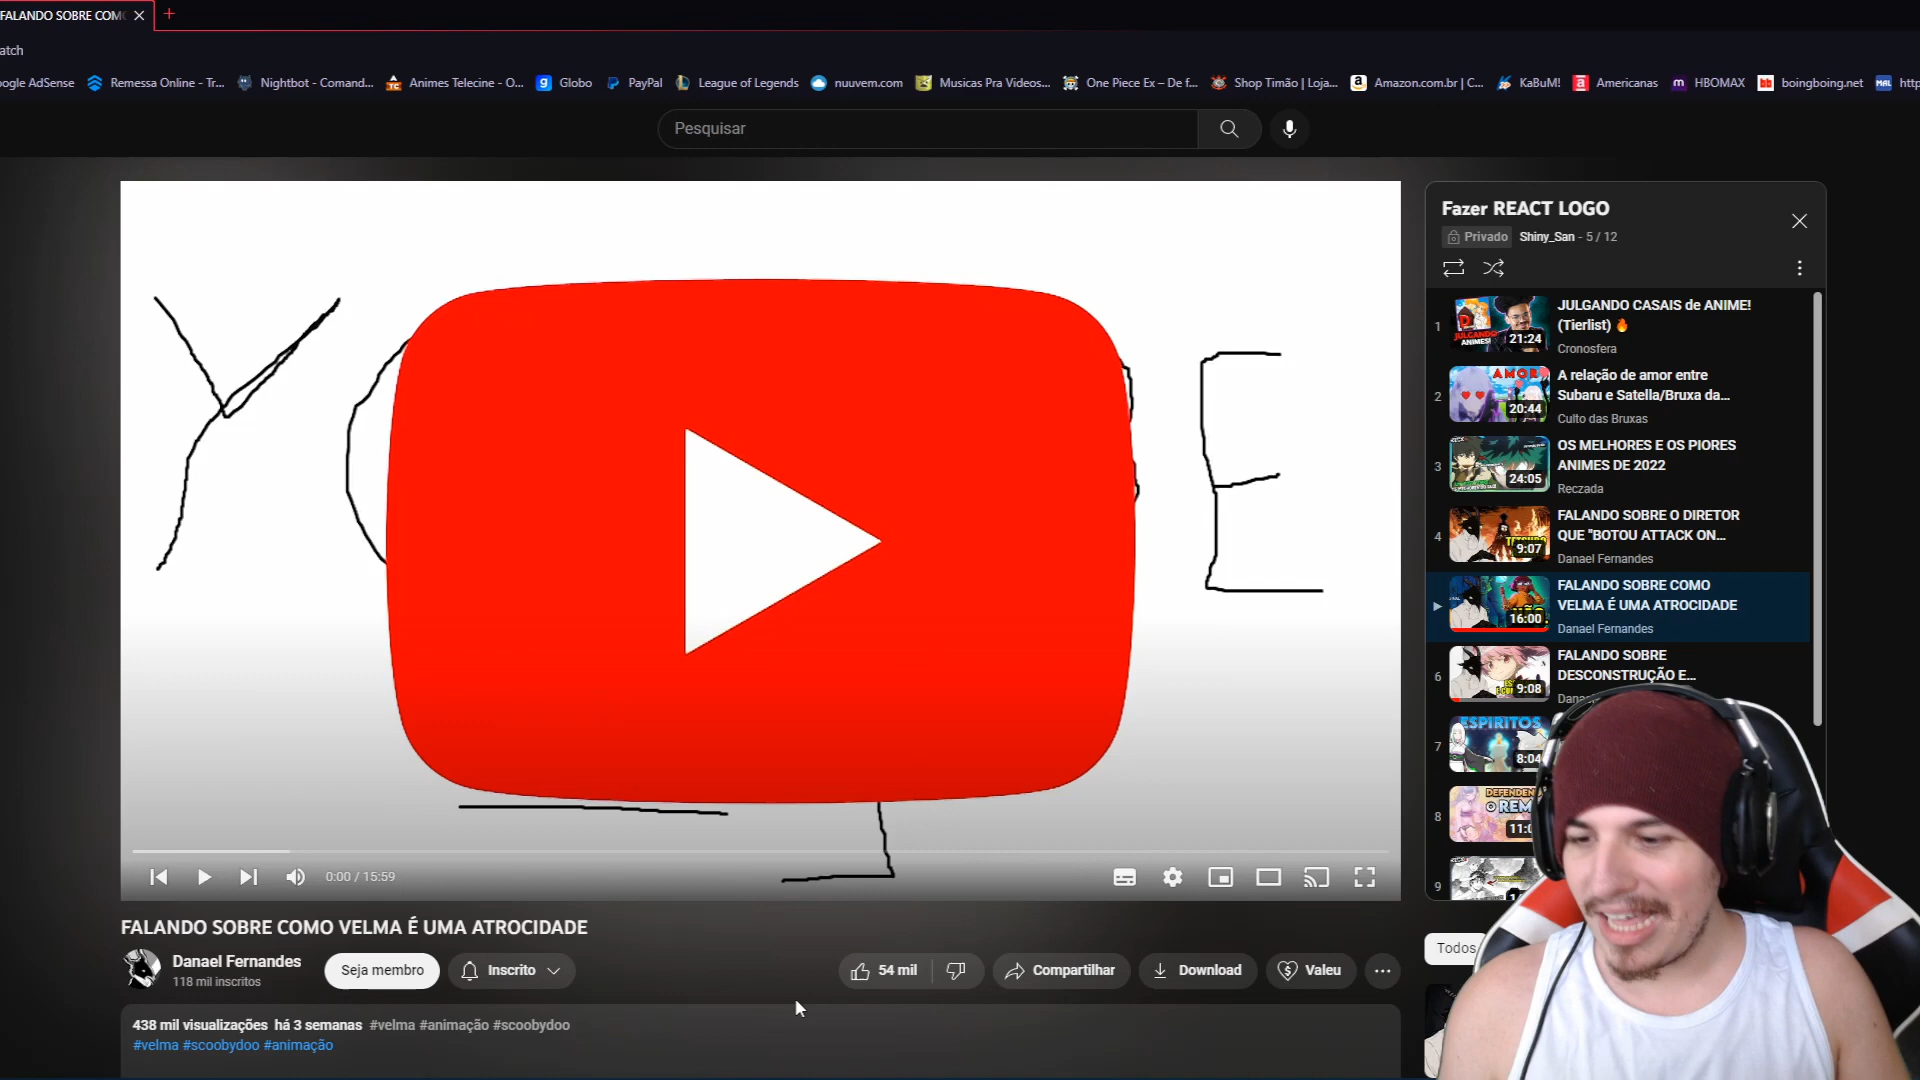 FALANDO SOBRE COM
atch
oogle AdSense
Remessa Online - Tr...
Nightbot - Comand...
Animes Telecine - O...
Globo
PayPal
League of Legends
nuuvem.com
Musicas Pra Videos...
One Piece Ex – De f...
Shop Timão | Loja...
Amazon.com.br | C...
KaBuM!
Americanas
HBOMAX
boingboing.net
http
Pesquisar
Y
E
0:00 / 15:59
Fazer REACT LOGO
Privado Shiny_San - 5 / 12
1
21:24
JULGANDO CASAIS de ANIME!
(Tierlist) 🔥
Cronosfera
2
AMOR
20:44
A relação de amor entre
Subaru e Satella/Bruxa da...
Culto das Bruxas
3
24:05
OS MELHORES E OS PIORES
ANIMES DE 2022
Reczada
4
9:07
FALANDO SOBRE O DIRETOR
QUE "BOTOU ATTACK ON...
Danael Fernandes
16:00
FALANDO SOBRE COMO
VELMA É UMA ATROCIDADE
Danael Fernandes
6
9:08
FALANDO SOBRE
DESCONSTRUÇÃO E...
Danae
7
ESPIRITOS
8:04
8
DEFENDEN
O REM
11:0
9
Todos
FALANDO SOBRE COMO VELMA É UMA ATROCIDADE
Danael Fernandes
118 mil inscritos
Seja membro
Inscrito
54 mil
Compartilhar
Download
Valeu
438 mil visualizações há 3 semanas #velma #animação #scoobydoo
#velma #scoobydoo #animação